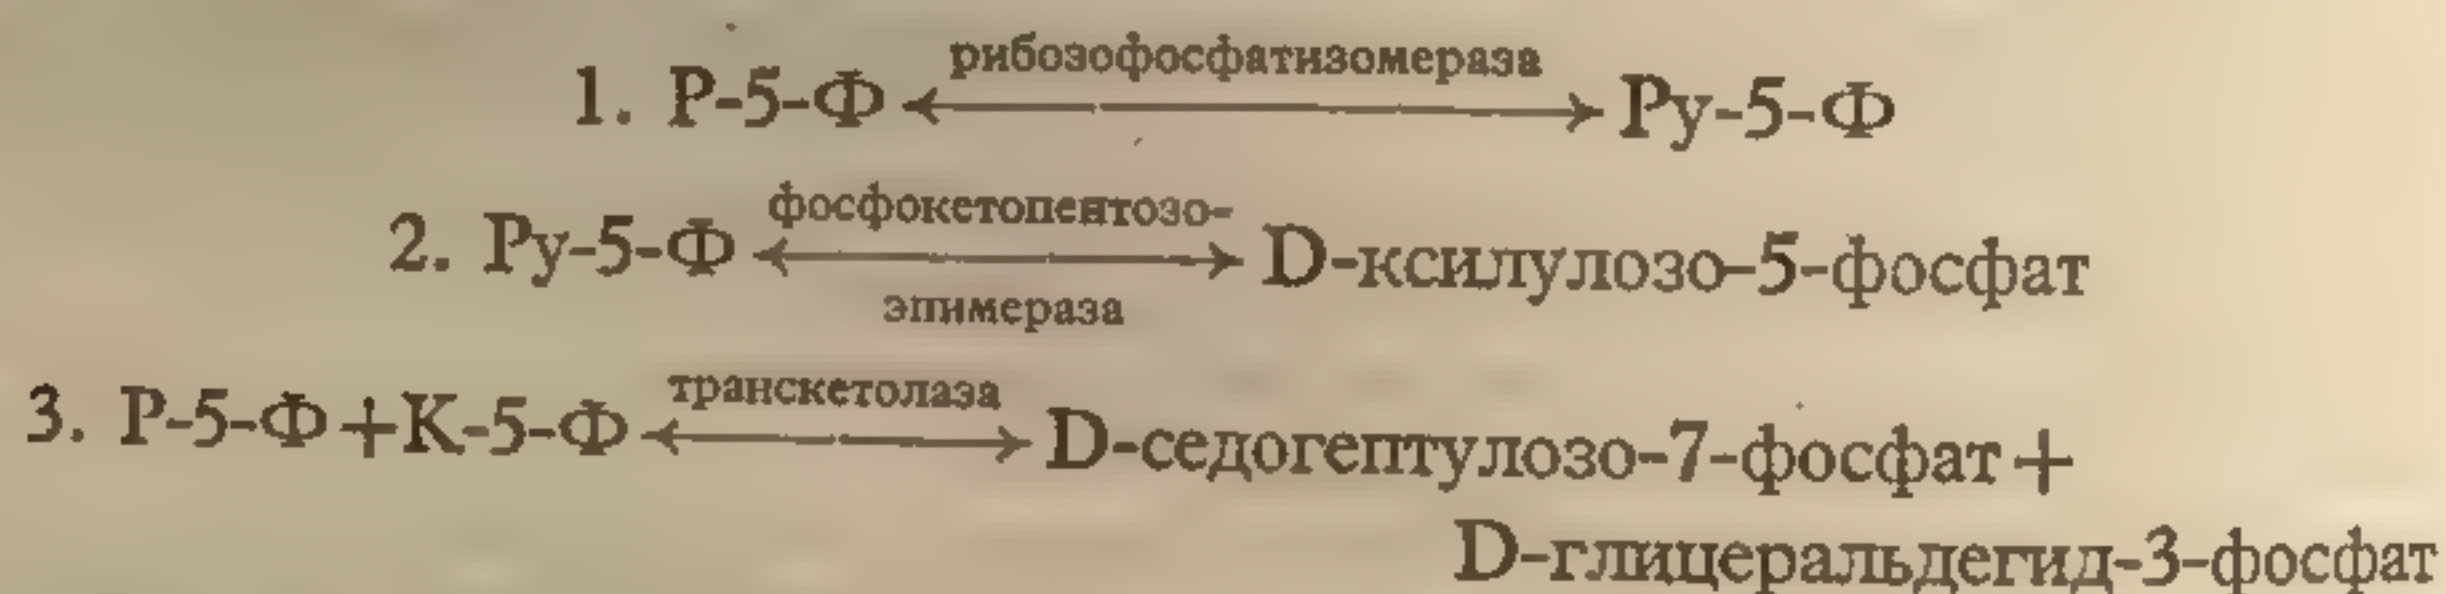 рибозофосфатизомераза
1. Р-5-Ф ⟷ Ру-5-Ф
фосфокетопентозо-
2. Ру-5-Ф ⟷ D-ксилулозо-5-фосфат
эпимераза
транскетолаза
3. Р-5-Ф+К-5-Ф ⟷ D-седогептулозо-7-фосфат+
D-глицеральдегид-3-фосфат